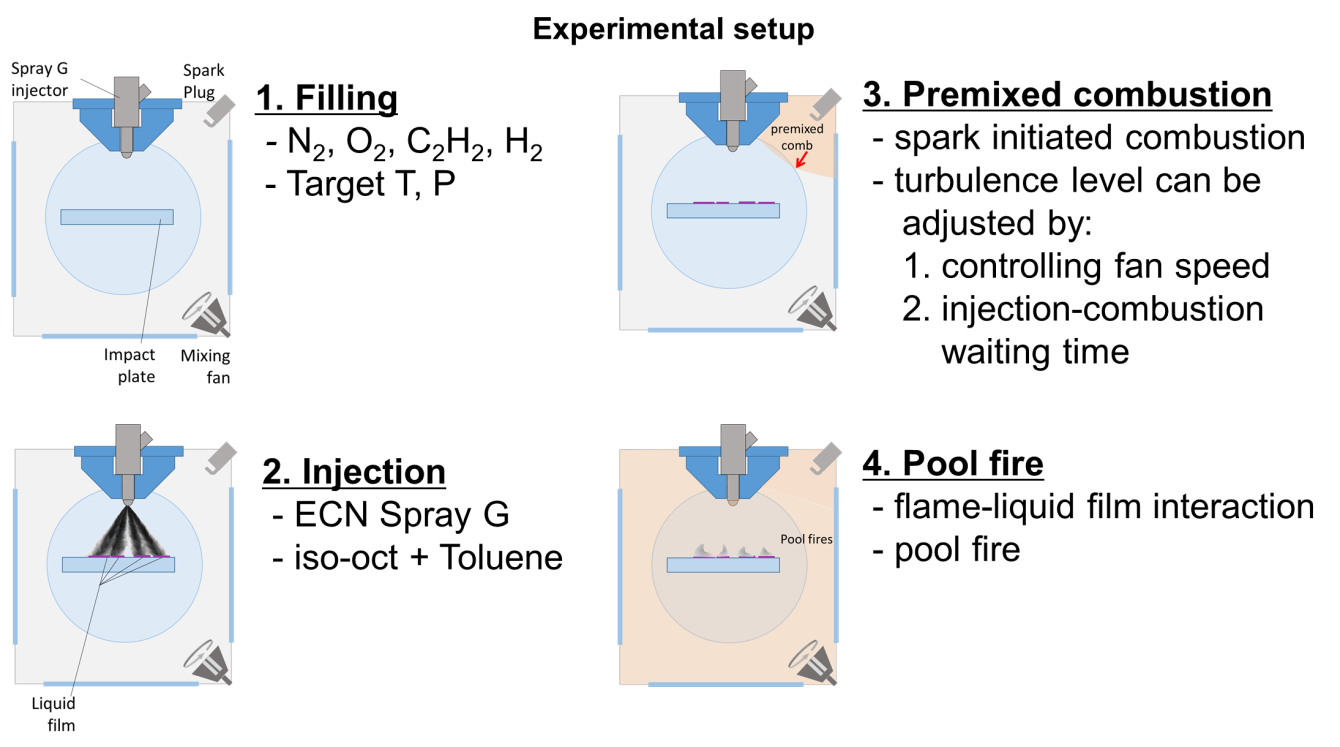 Experimental setup
Spray G
injector
Spark
Plug
1. Filling
- N₂, O₂, C₂H₂, H₂
- Target T, P
Impact
plate
Mixing
fan
2. Injection
- ECN Spray G
- iso-oct + Toluene
Liquid
film
premixed
comb
3. Premixed combustion
- spark initiated combustion
- turbulence level can be
adjusted by:
1. controlling fan speed
2. injection-combustion
waiting time
Pool fires
4. Pool fire
- flame-liquid film interaction
- pool fire